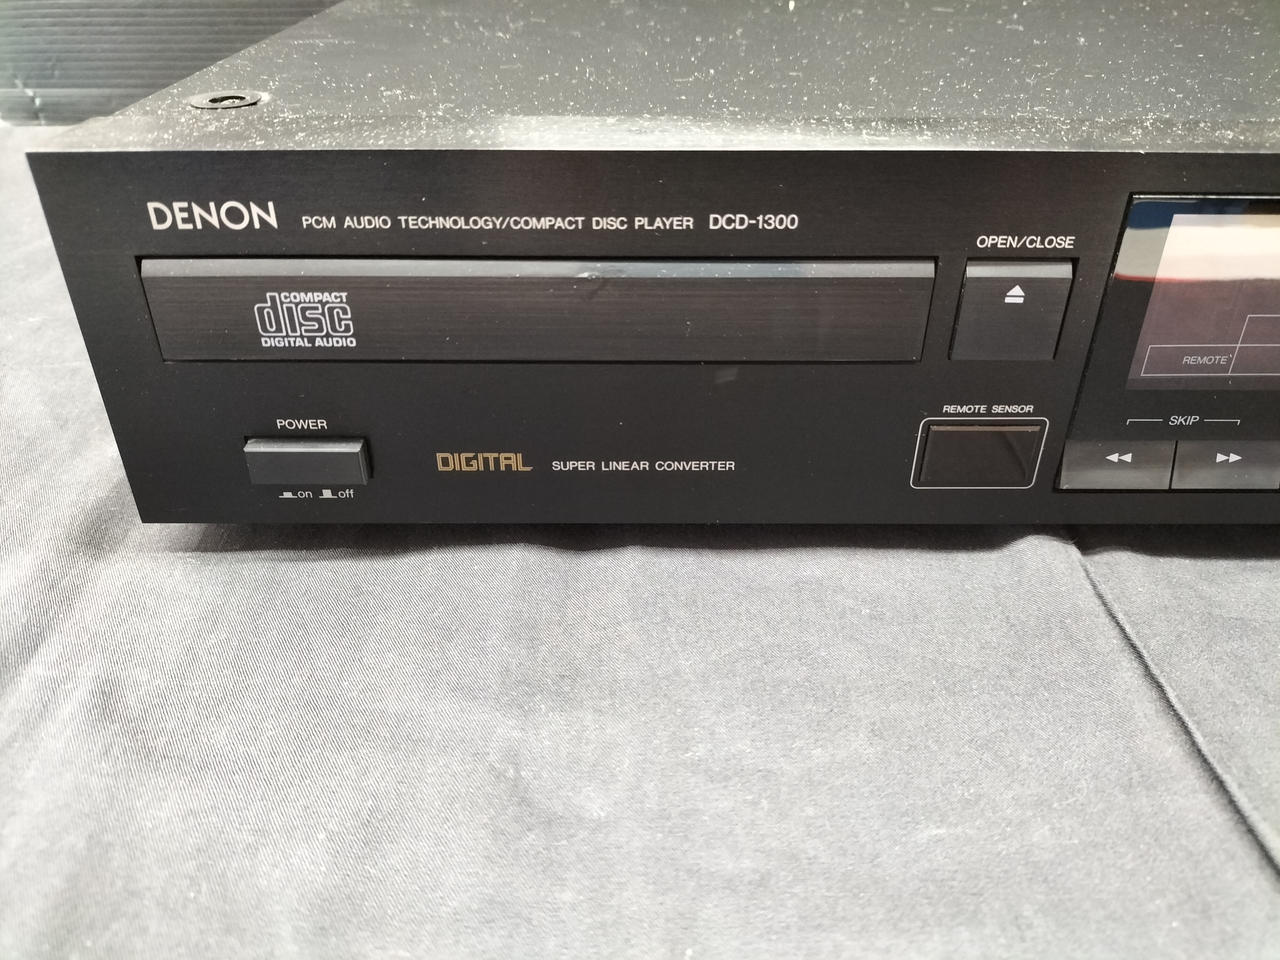 DENON PCM AUDIO TECHNOLOGY/COMPACT DISC PLAYER DCD-1300
OPEN/CLOSE
COMPACT
disc
DIGITAL AUDIO
REMOTE
POWER
on off
DIGITAL SUPER LINEAR CONVERTER
REMOTE SENSOR
SKIP